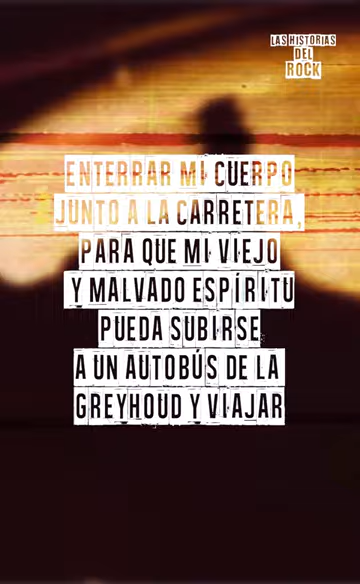 LAS HISTORIAS
DEL
ROCK
ENTERRAR MI CUERPO
JUNTO A LA CARRETERA,
PARA QUE MI VIEJO
Y MALVADO ESPÍRITU
PUEDA SUBIRSE
A UN AUTOBÚS DE LA
GREYHOUD Y VIAJAR